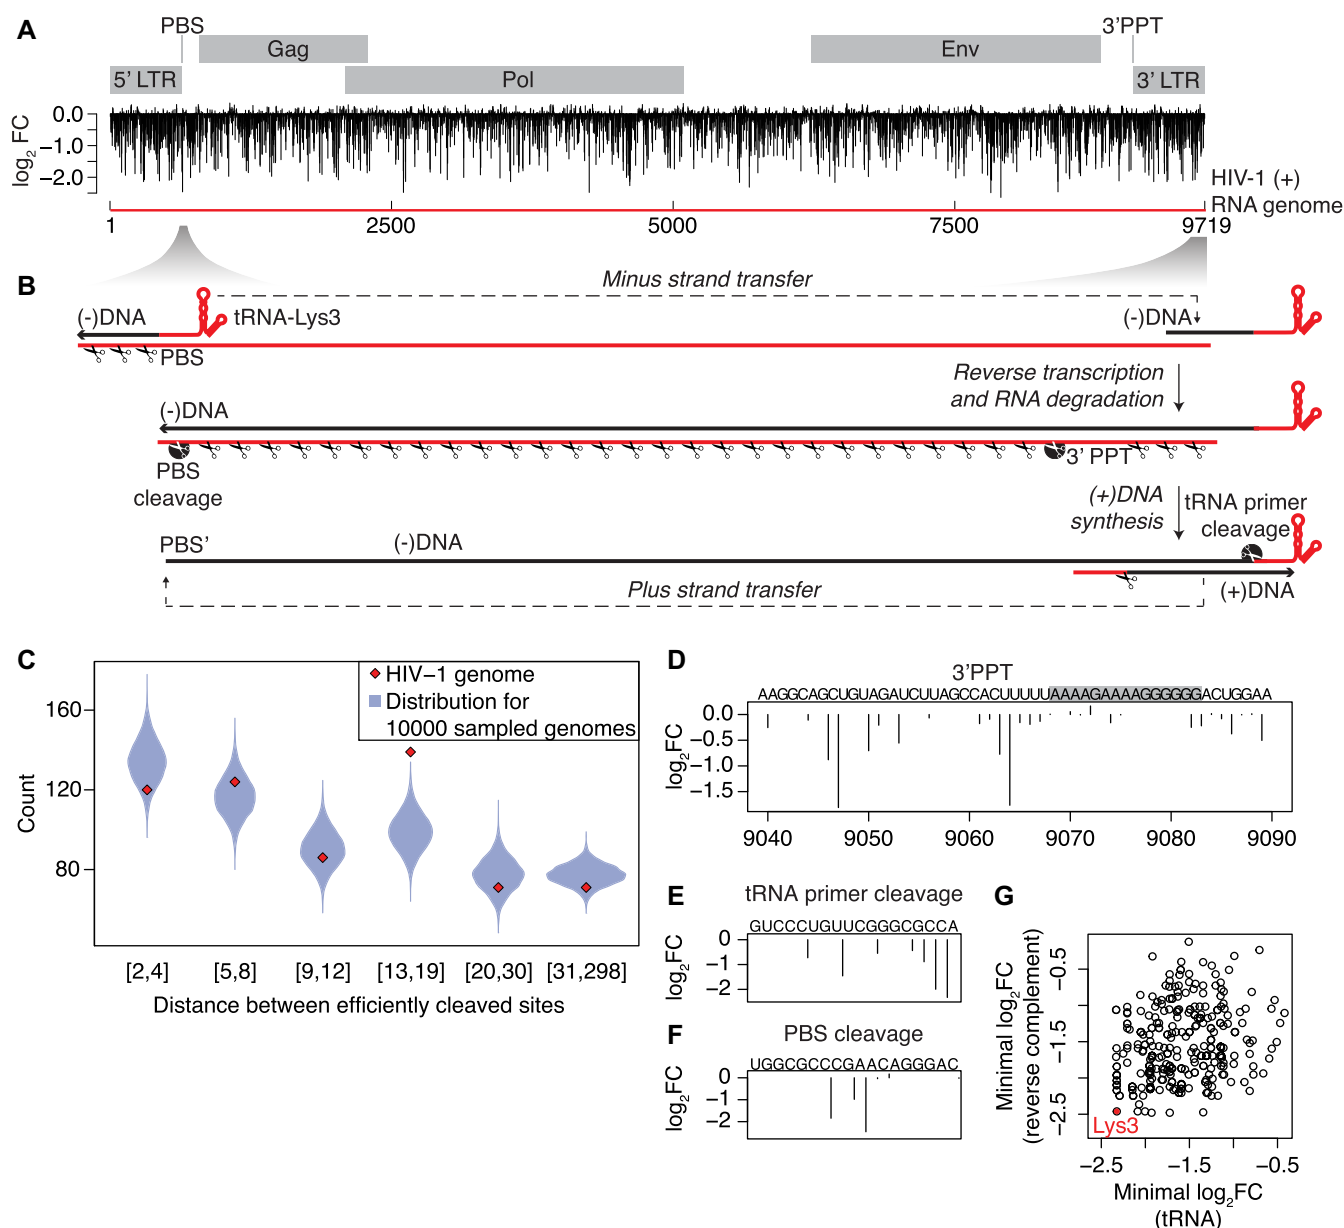 A
PBS
3'PPT
Gag
Env
5' LTR
Pol
3' LTR
log2 FC
0.0
−1.0
−2.0
HIV-1 (+)
RNA genome
1
2500
5000
7500
9719
B
Minus strand transfer
(-)DNA
tRNA-Lys3
(-)DNA
PBS
Reverse transcription
and RNA degradation
(-)DNA
PBS
cleavage
3' PPT
(+)DNA
synthesis
tRNA primer
cleavage
PBS'
(-)DNA
Plus strand transfer
(+)DNA
C
HIV−1 genome
Distribution for
10000 sampled genomes
Count
160
120
80
[2,4]
[5,8]
[9,12]
[13,19]
[20,30]
[31,298]
Distance between efficiently cleaved sites
D
3'PPT
AAGGCAGCUGUAGAUCUUAGCCACUUUUUAAAAGAAAAGGGGGGACUGGAA
log2FC
0.0
−0.5
−1.0
−1.5
9040
9050
9060
9070
9080
9090
E
tRNA primer cleavage
GUCCCUGUUCGGGCGCCA
log2FC
0
−1
−2
F
PBS cleavage
UGGCGCCCGAACAGGGAC
log2FC
0
−1
−2
G
Minimal log2FC
(reverse complement)
−0.5
−1.5
−2.5
Lys3
−2.5
−1.5
−0.5
Minimal log2FC
(tRNA)